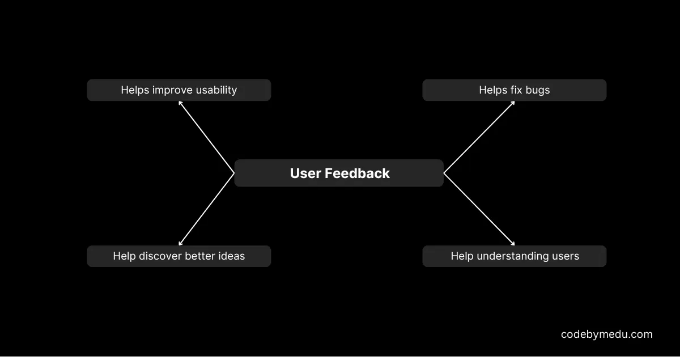 Helps improve usability
Helps fix bugs
User Feedback
Help discover better ideas
Help understanding users
codebymedu.com